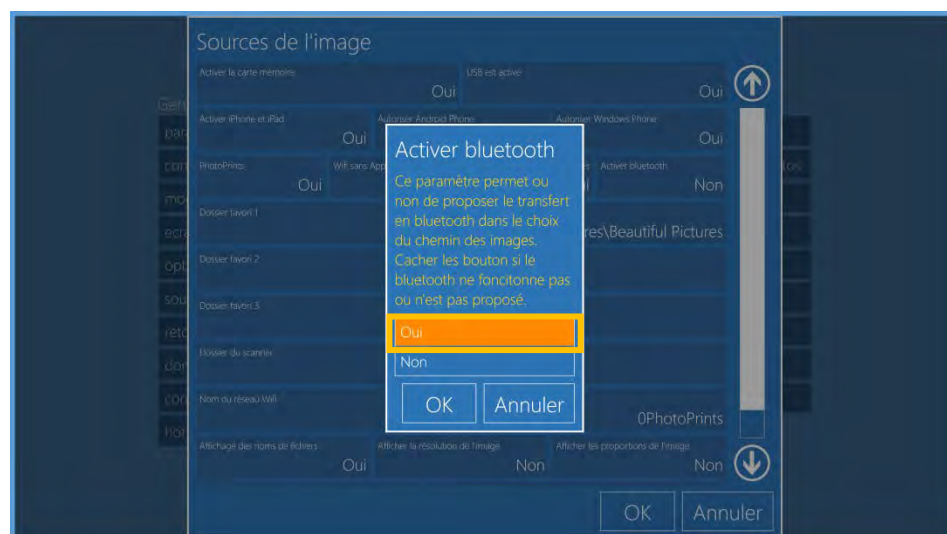 Sources de l'image
Activer la carte mémoire
USB est activé
Oui
Oui
Activer iPhone et iPad
Autoriser Android Phone
Autoriser Windows Phone
Oui
Oui
PhotoPrints
Wifi sans App
Activer bluetooth
Oui
Non
Dossier favori 1
res\Beautiful Pictures
Dossier favori 2
Dossier favori 3
Dossier du scanner
Nom du réseau Wifi
0PhotoPrints
Affichage des noms de fichiers
Afficher la résolution de l'image
Afficher les proportions de l'image
Oui
Non
Non
OK
Annuler
Activer bluetooth
Ce paramètre permet ou
non de proposer le transfert
en bluetooth dans le choix
du chemin des images.
Cacher les bouton si le
bluetooth ne foncitonne pas
ou n'est pas proposé.
Oui
Non
OK
Annuler